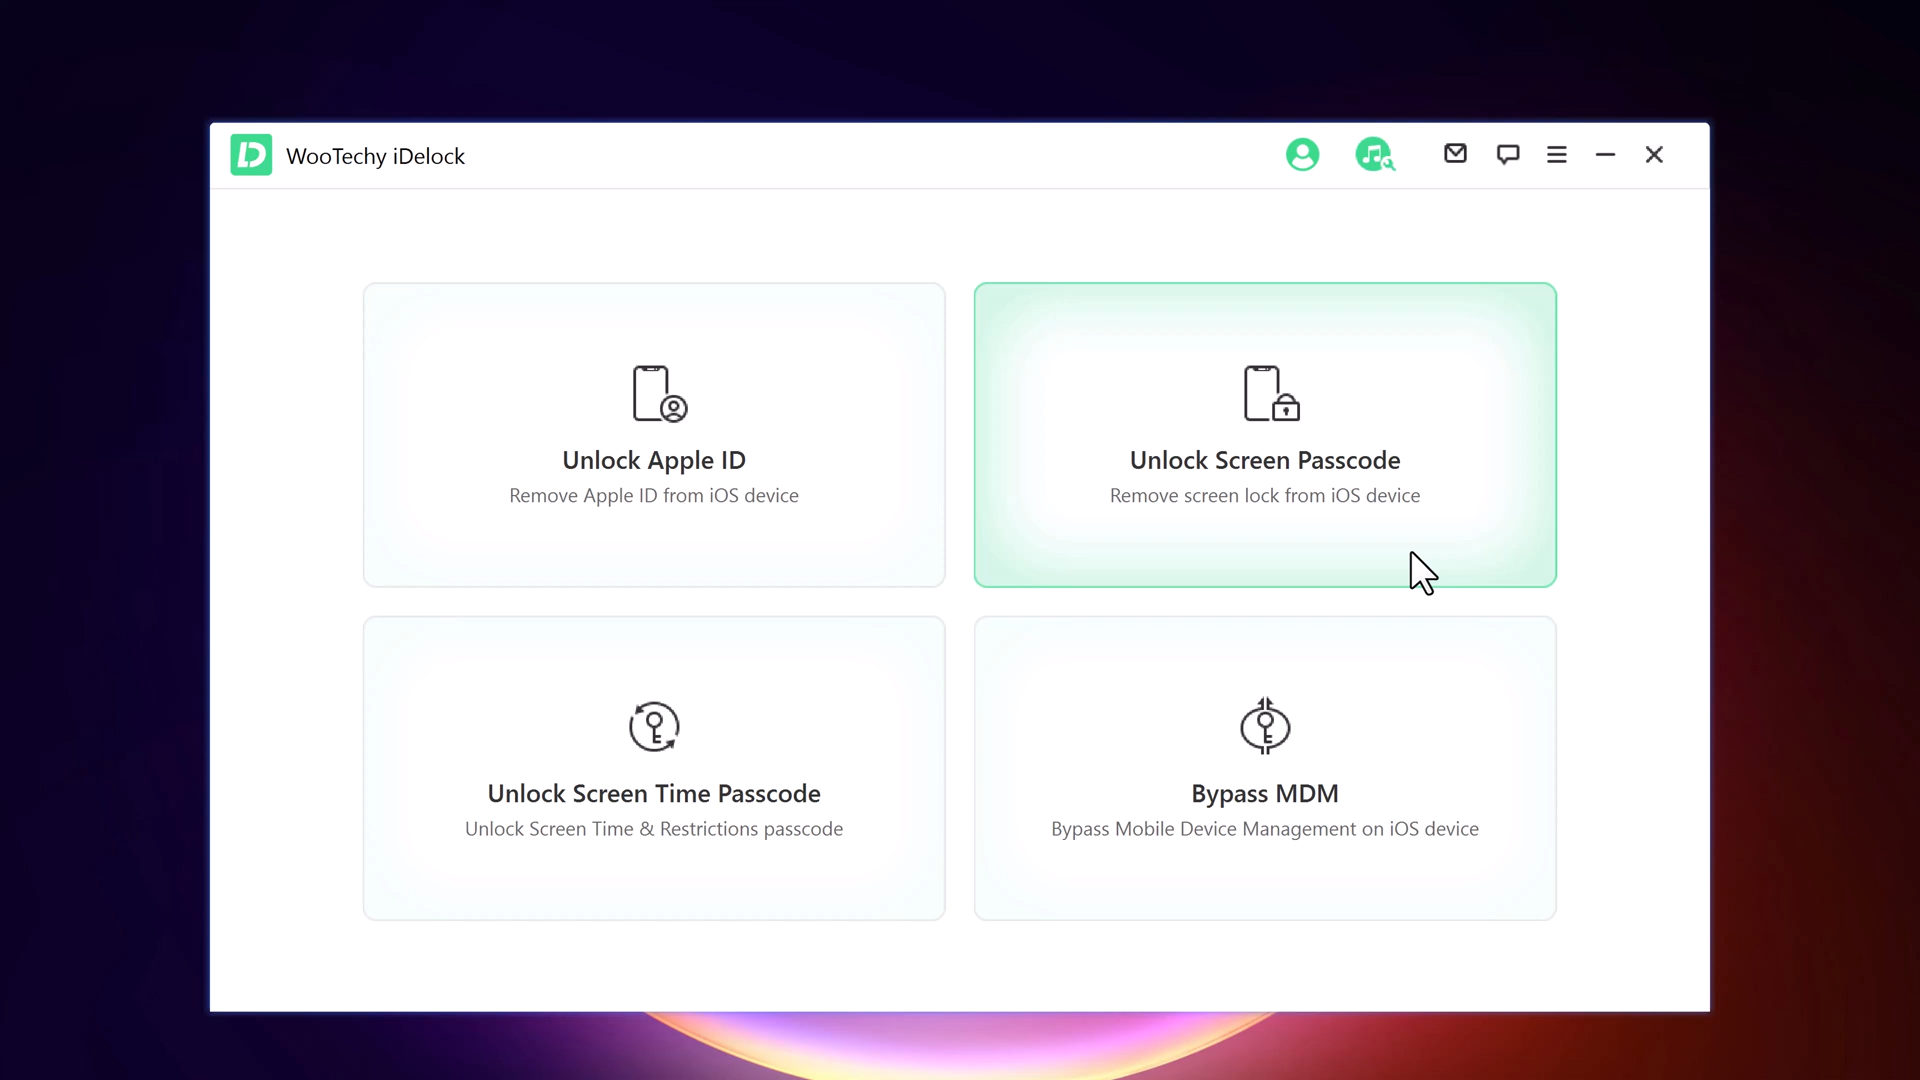 WooTechy iDelock
Unlock Apple ID
Remove Apple ID from iOS device
Unlock Screen Passcode
Remove screen lock from iOS device
Unlock Screen Time Passcode
Unlock Screen Time & Restrictions passcode
Bypass MDM
Bypass Mobile Device Management on iOS device